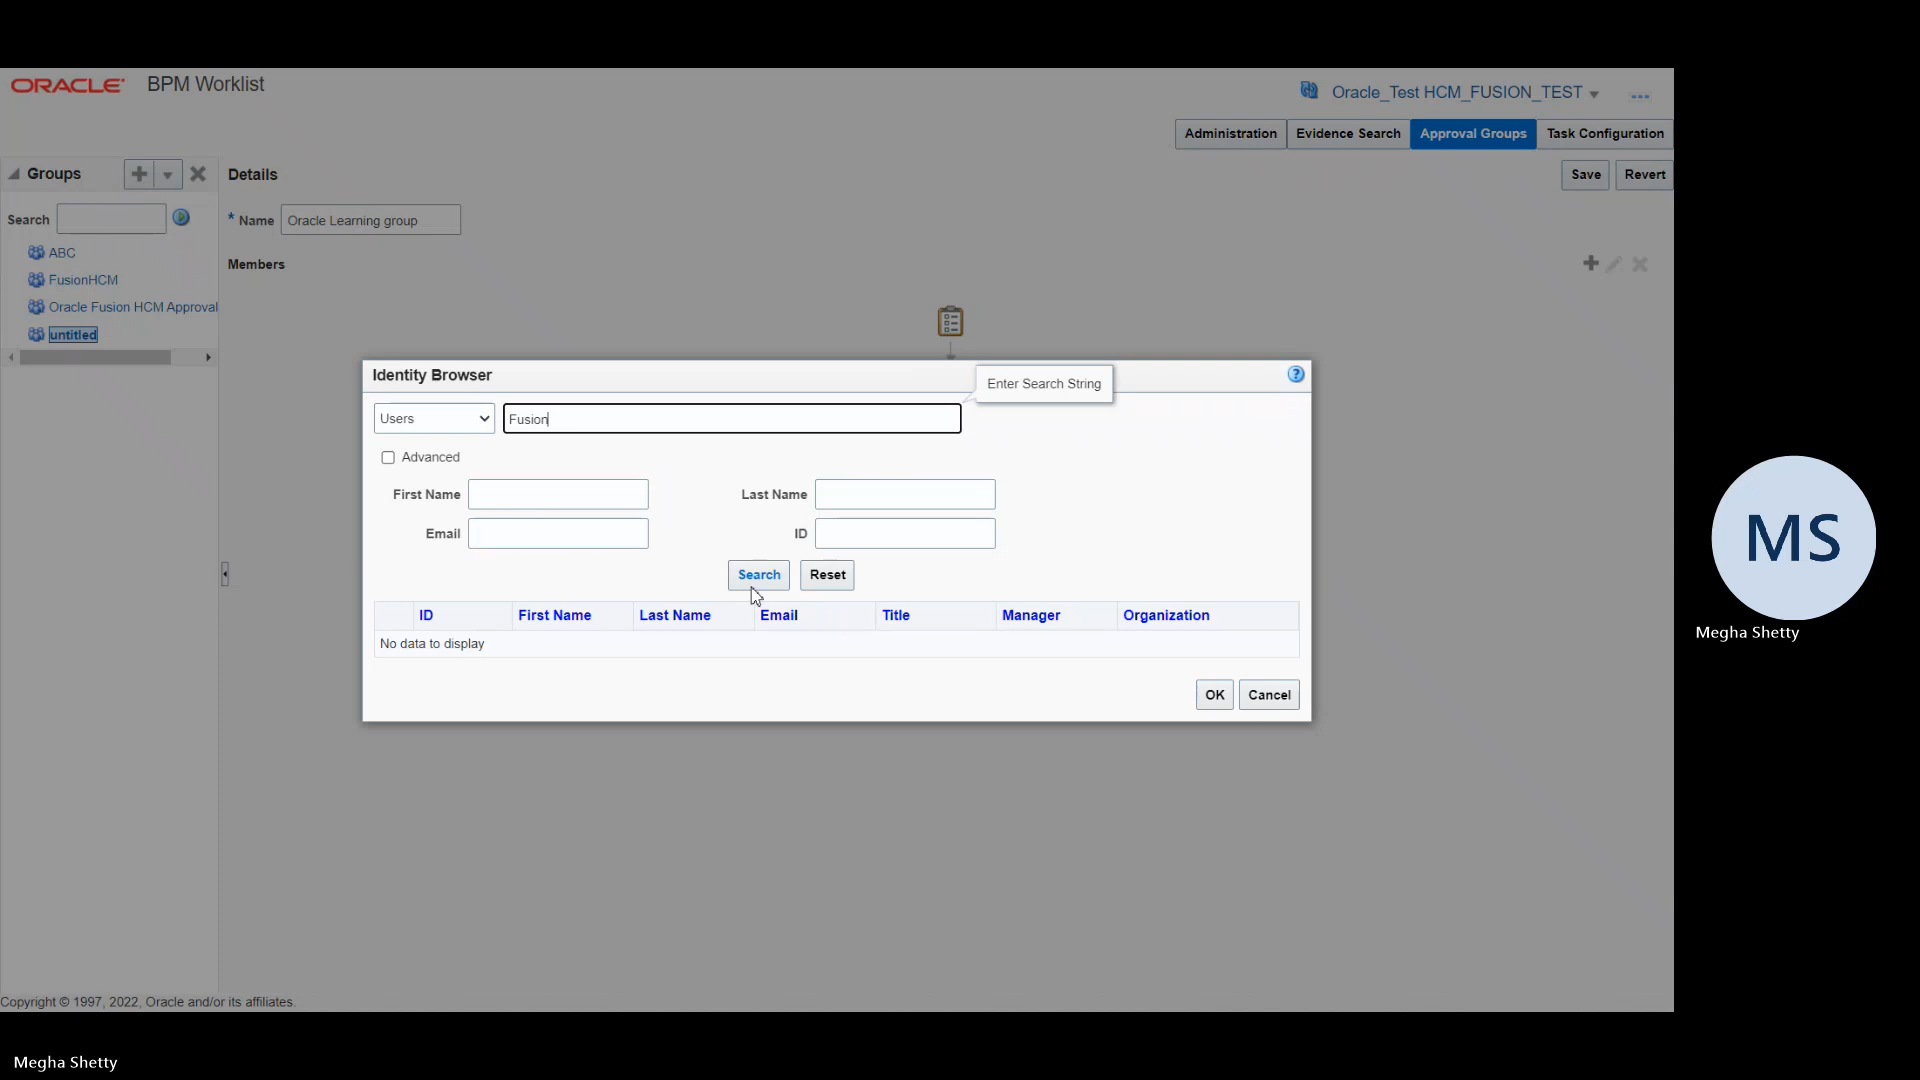 ORACLE BPM Worklist
Oracle_Test HCM_FUSION_TEST
Administration Evidence Search Approval Groups Task Configuration
Groups
Details
Save Revert
Search
* Name Oracle Learning group
ABC
Members
FusionHCM
Oracle Fusion HCM Approval
untitled
Identity Browser
Enter Search String
?
Users Fusion
Advanced
First Name Last Name
Email ID
Search Reset
ID First Name Last Name Email Title Manager Organization
No data to display
OK Cancel
MS
Megha Shetty
Copyright © 1997, 2022, Oracle and/or its affiliates.
Megha Shetty